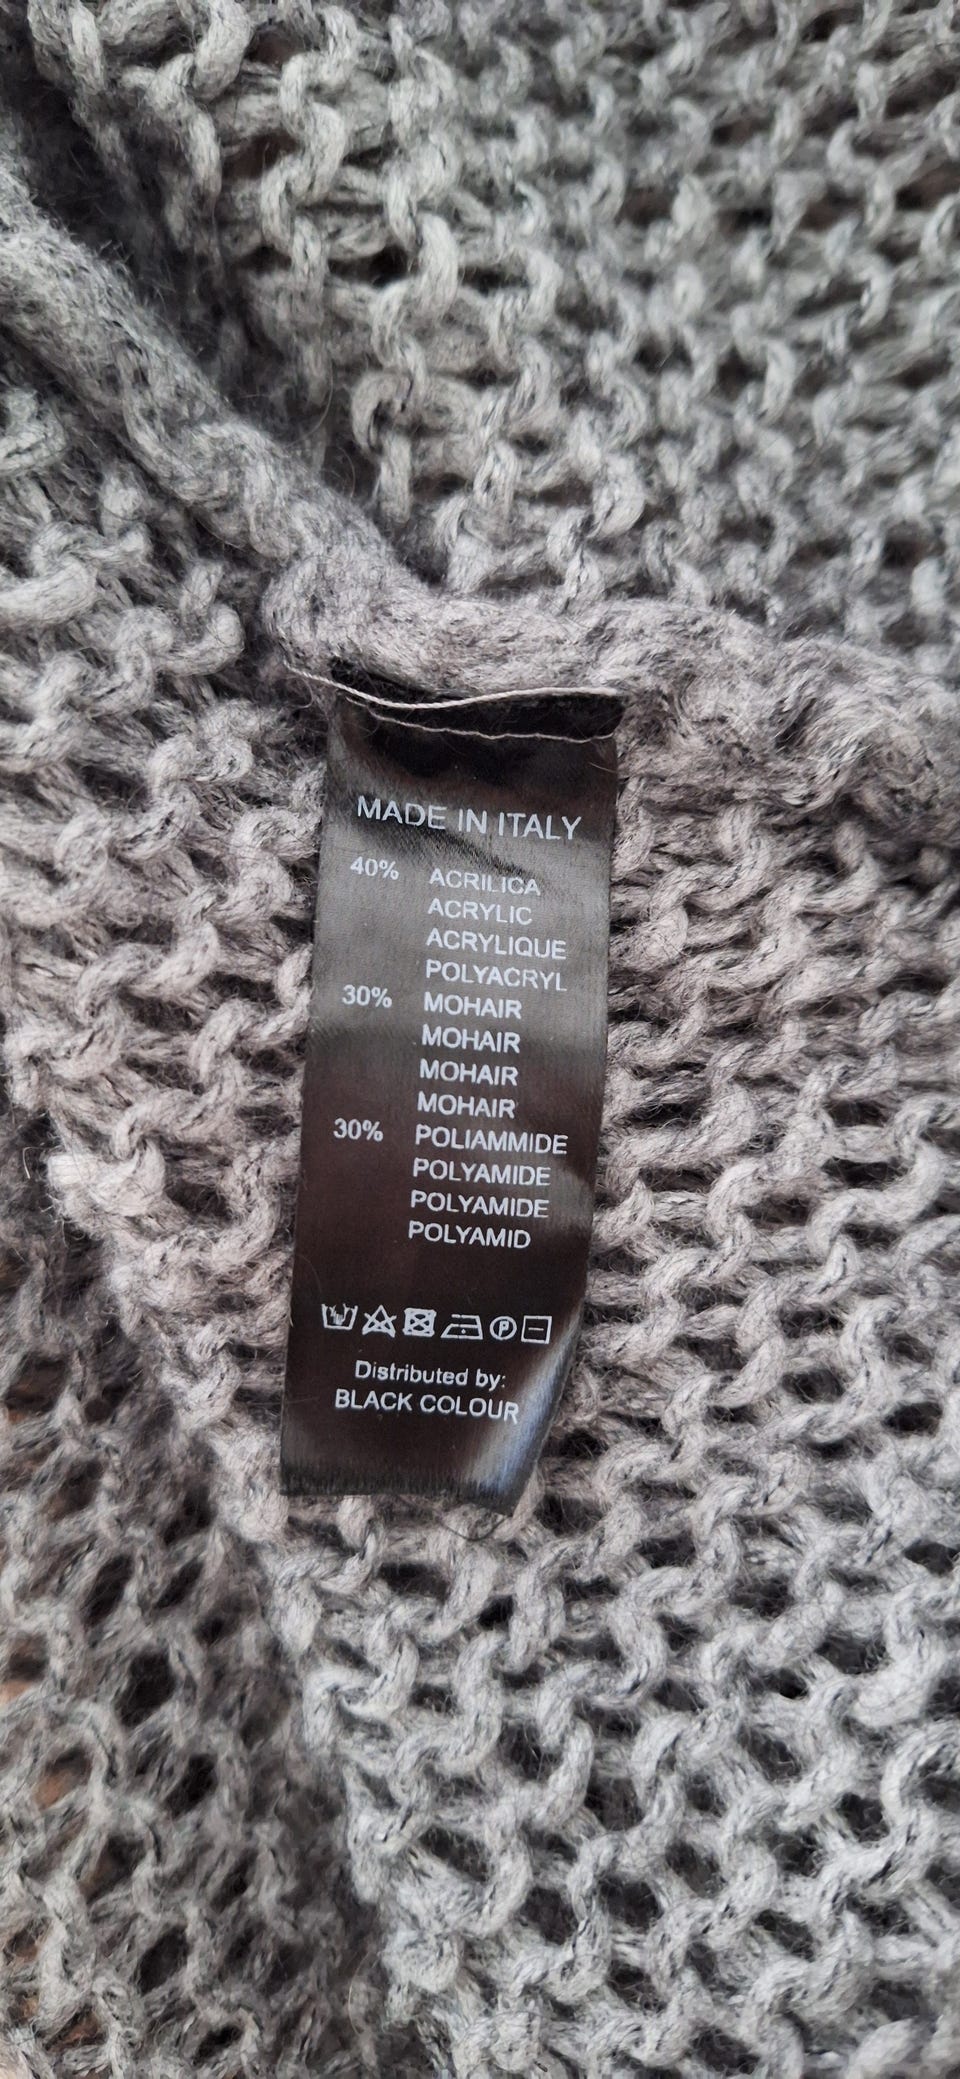 MADE IN ITALY
40% ACRILICA
ACRYLIC
ACRYLIQUE
POLYACRYL
30% MOHAIR
MOHAIR
MOHAIR
MOHAIR
30% POLIAMMIDE
POLYAMIDE
POLYAMIDE
POLYAMID
P
Distributed by:
BLACK COLOUR